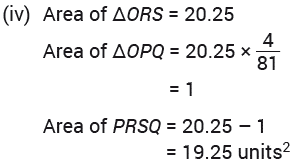 (iv) Area of ΔORS = 20.25
Area of ΔOPQ = 20.25 × 4/81
= 1
Area of PRSQ = 20.25 – 1
= 19.25 units²